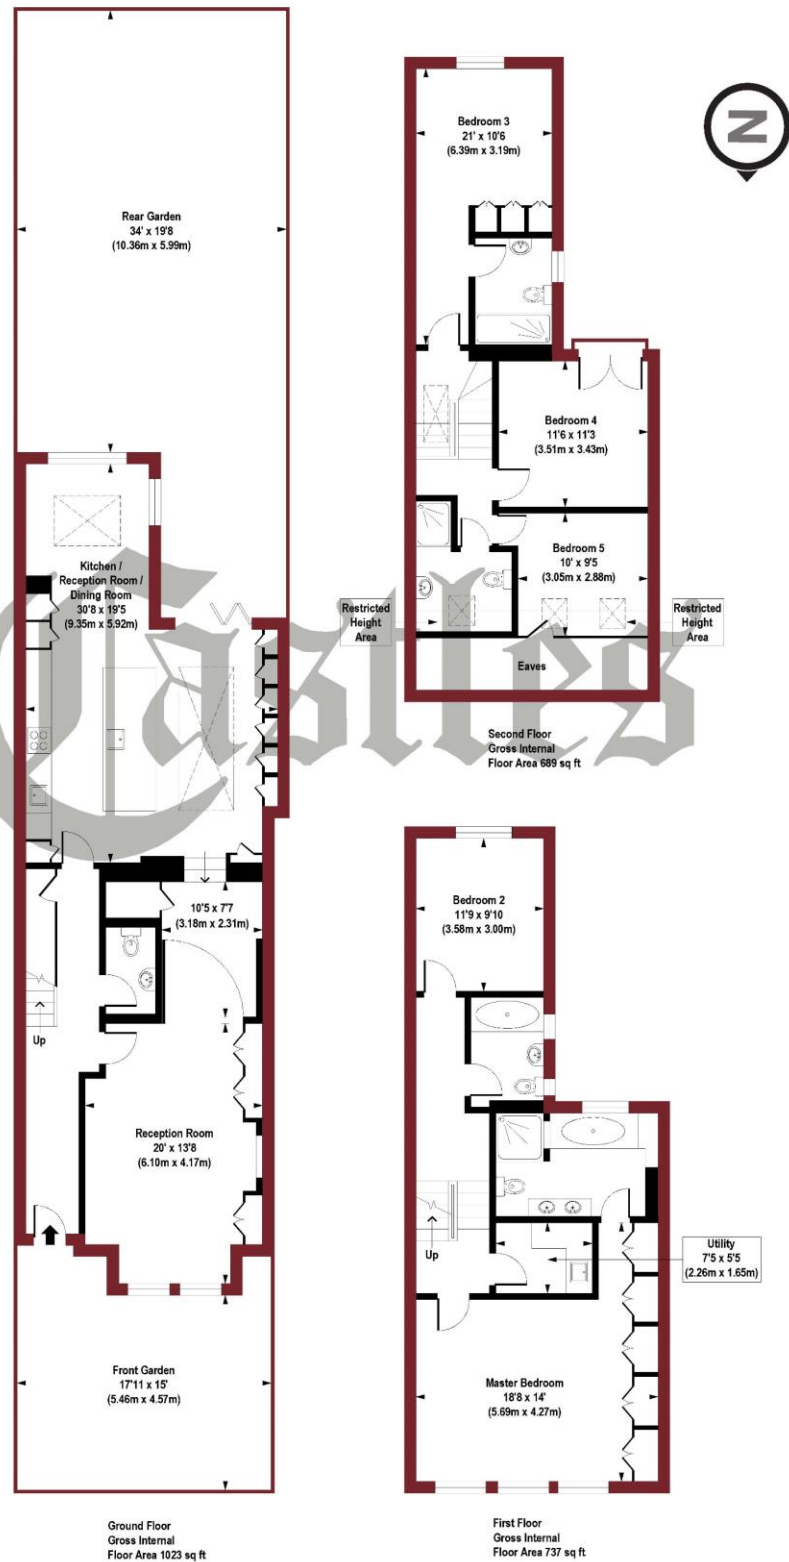 Rear Garden
34' x 19'8
(10.36m x 5.99m)
Kitchen /
Reception Room /
Dining Room
30'8 x 19'5
(9.35m x 5.92m)
10'5 x 7'7
(3.18m x 2.31m)
Up
Reception Room
20' x 13'8
(6.10m x 4.17m)
Front Garden
17'11 x 15'
(5.46m x 4.57m)
Ground Floor
Gross Internal
Floor Area 1023 sq ft
N
Bedroom 3
21' x 10'6
(6.39m x 3.19m)
Bedroom 4
11'6 x 11'3
(3.51m x 3.43m)
Bedroom 5
10' x 9'5
(3.05m x 2.88m)
Restricted
Height
Area
Restricted
Height
Area
Eaves
Second Floor
Gross Internal
Floor Area 689 sq ft
Castles
Bedroom 2
11'9 x 9'10
(3.58m x 3.00m)
Up
Utility
7'5 x 5'5
(2.26m x 1.65m)
Master Bedroom
18'8 x 14'
(5.69m x 4.27m)
First Floor
Gross Internal
Floor Area 737 sq ft